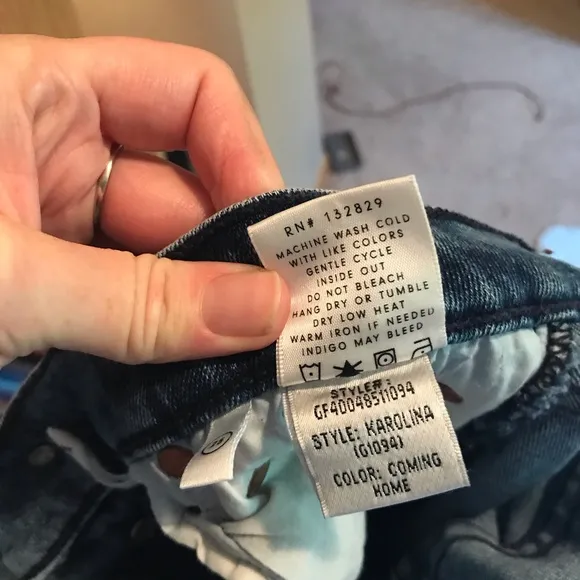 RN# 132829
MACHINE WASH COLD
WITH LIKE COLORS
GENTLE CYCLE
INSIDE OUT
DO NOT BLEACH
HANG DRY OR TUMBLE
DRY LOW HEAT
WARM IRON IF NEEDED
INDIGO MAY BLEED
STYLE#:
GF40048511094
STYLE: KAROLINA
(G1094)
COLOR: COMING
HOME